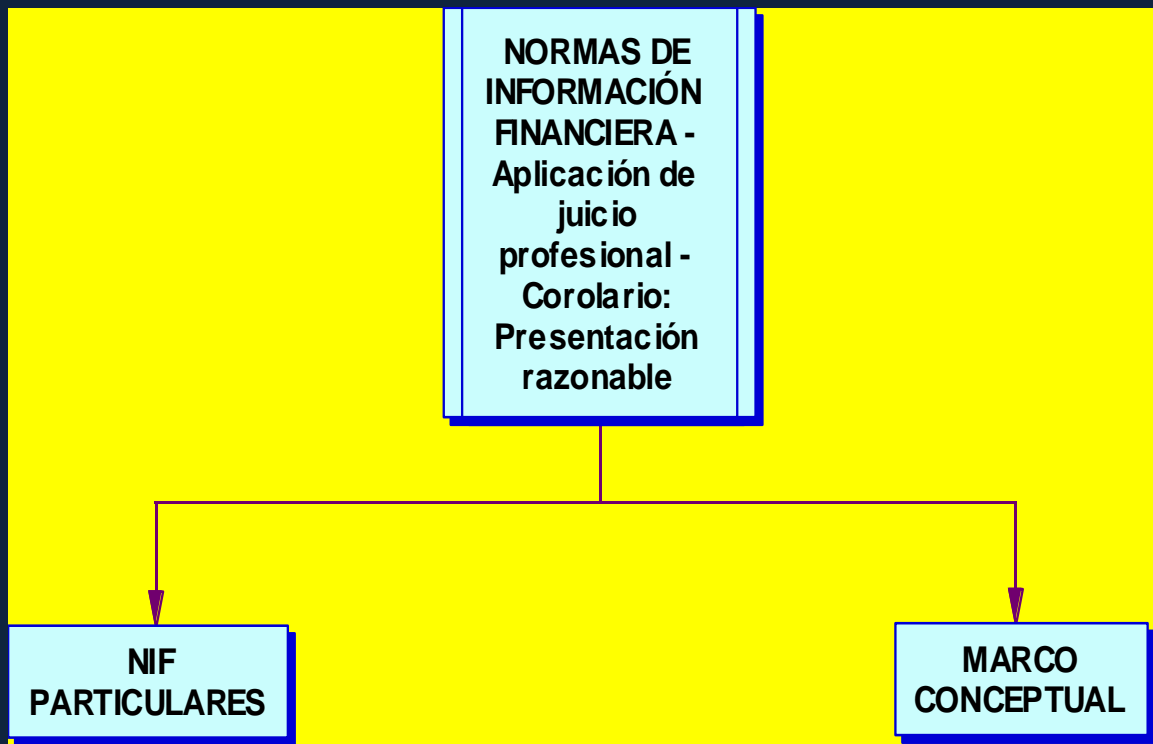 NORMAS DE
INFORMACIÓN
FINANCIERA -
Aplicación de
juicio
profesional -
Corolario:
Presentación
razonable
NIF
PARTICULARES
MARCO
CONCEPTUAL